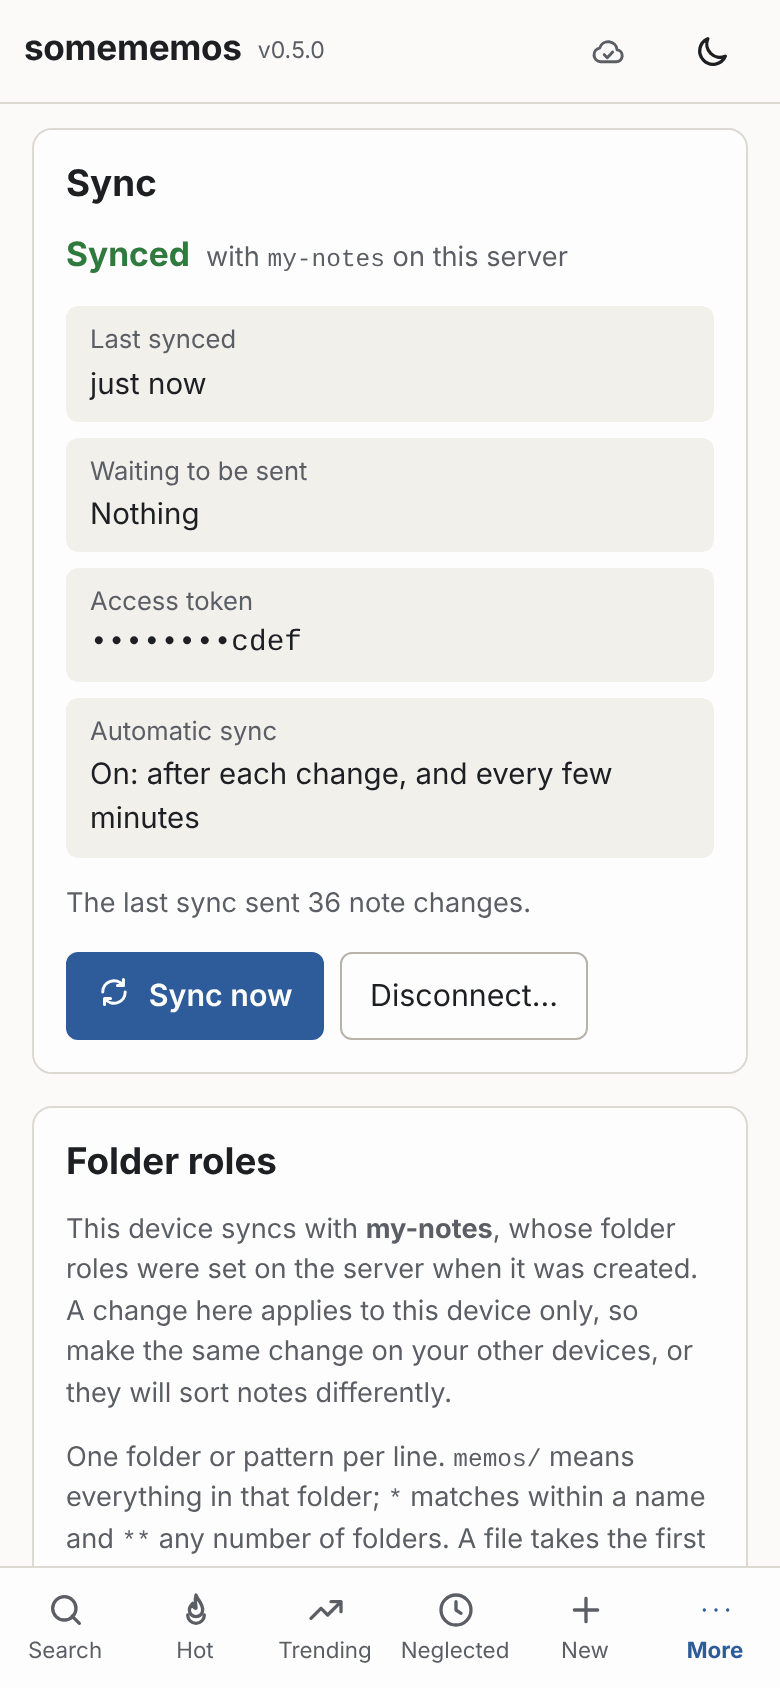 somememos v0.5.0
Sync
Synced with my-notes on this server
Last synced
just now
Waiting to be sent
Nothing
Access token
••••••••cdef
Automatic sync
On: after each change, and every few
minutes
The last sync sent 36 note changes.
Sync now Disconnect...
Folder roles
This device syncs with my-notes, whose folder
roles were set on the server when it was created.
A change here applies to this device only, so
make the same change on your other devices, or
they will sort notes differently.
One folder or pattern per line. memos/ means
everything in that folder; * matches within a name
and ** any number of folders. A file takes the first
Search Hot Trending Neglected New More